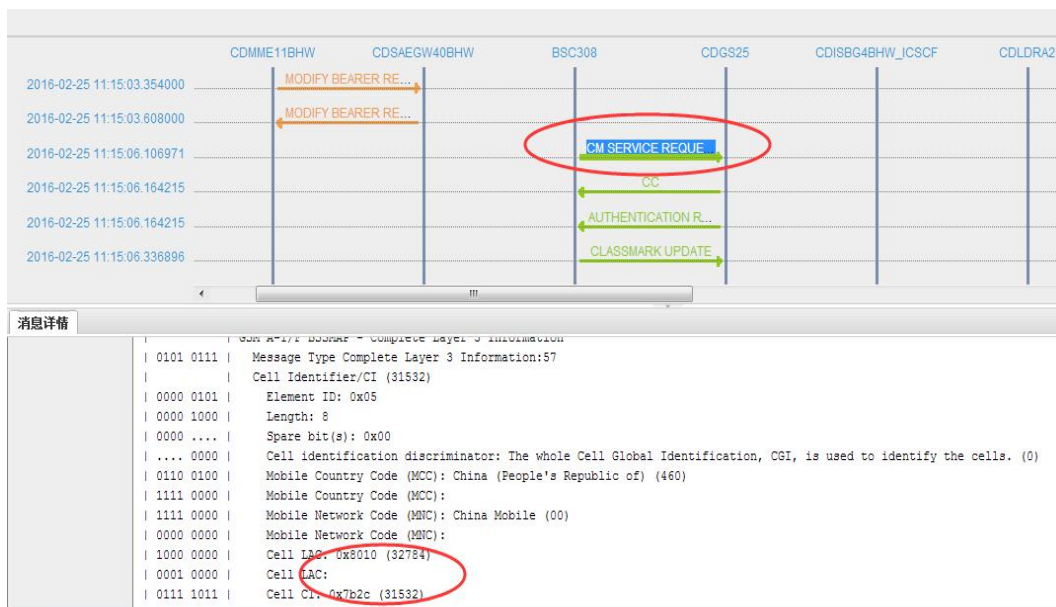 CDMME11BHW CDSAEGW40BHW BSC308 CDGS25 CDISBG4BHW_ICSCF CDLDRA2
2016-02-25 11:15:03.354000 MODIFY BEARER RE...
2016-02-25 11:15:03.608000 MODIFY BEARER RE...
2016-02-25 11:15:06.106971 CM SERVICE REQUE...
2016-02-25 11:15:06.164215 CC
2016-02-25 11:15:06.164215 AUTHENTICATION R...
2016-02-25 11:15:06.336896 CLASSMARK UPDATE
消息详情
| | GSM A-I/F BSSMAP - Complete Layer 3 Information
| 0101 0111 | Message Type Complete Layer 3 Information:57
| | Cell Identifier/CI (31532)
| 0000 0101 | Element ID: 0x05
| 0000 1000 | Length: 8
| 0000 .... | Spare bit(s): 0x00
| .... 0000 | Cell identification discriminator: The whole Cell Global Identification, CGI, is used to identify the cells. (0)
| 0110 0100 | Mobile Country Code (MCC): China (People's Republic of) (460)
| 1111 0000 | Mobile Country Code (MCC):
| 1111 0000 | Mobile Network Code (MNC): China Mobile (00)
| 0000 0000 | Mobile Network Code (MNC):
| 1000 0000 | Cell LAC: 0x8010 (32784)
| 0001 0000 | Cell LAC:
| 0111 1011 | Cell CI: 0x7b2c (31532)